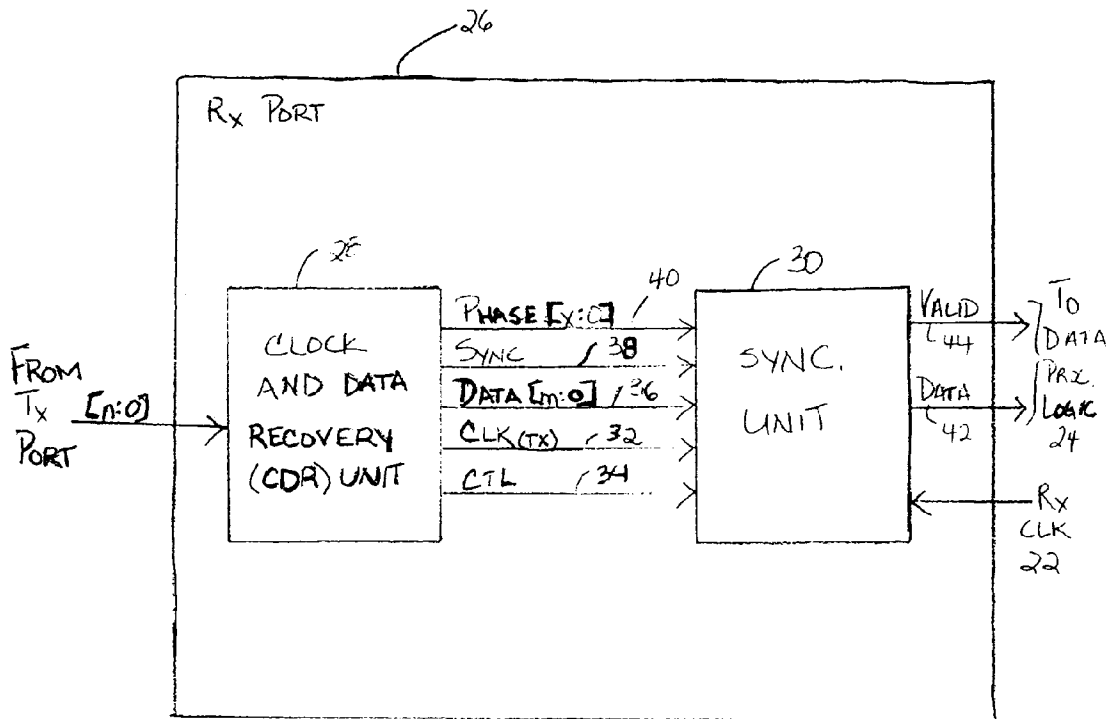 26
Rx PORT
28
CLOCK
AND DATA
RECOVERY
(CDR) UNIT
FROM
Tx
PORT
[n:0]
PHASE [x:0]
40
SYNC
38
DATA [m:0]
36
CLK(TX)
32
CTL
34
30
SYNC.
UNIT
VALID
44
DATA
42
TO
DATA
LOGIC
24
Rx
CLK
22